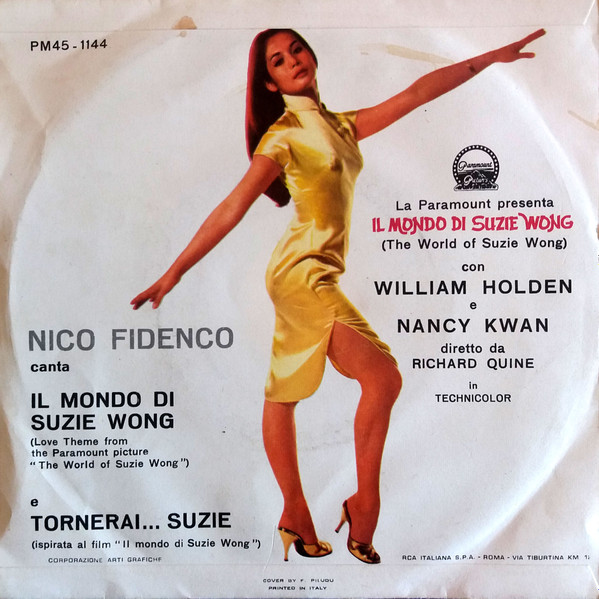 PM45-1144
Paramount
La Paramount presenta
IL MONDO DI SUZIE WONG
(The World of Suzie Wong)
con
WILLIAM HOLDEN
e
NANCY KWAN
diretto da
RICHARD QUINE
in
TECHNICOLOR
NICO FIDENCO
canta
IL MONDO DI
SUZIE WONG
(Love Theme from
the Paramount picture
"The World of Suzie Wong")
e
TORNERAI... SUZIE
(ispirata al film "Il mondo di Suzie Wong")
CORPORAZIONE ARTI GRAFICHE
RCA ITALIANA S.P.A. - ROMA - VIA TIBURTINA KM
COVER BY F. PILUDU
PRINTED IN ITALY